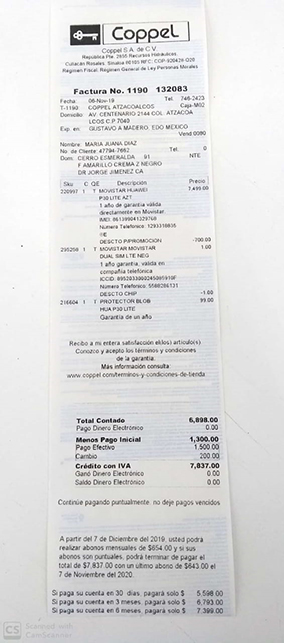 Coppel
Coppel S.A. de C.V.
República Pte. 2855 Recursos Hidráulicos
Culiacán Rosales, Sinaloa 80105 RFC: COP-920428-Q20
Régimen Fiscal: Régimen General de Ley Personas Morales
Factura No. 1190 132083
Fecha: 06-Nov-19 Tel. 746-2423
T-1190 COPPEL ATZACOALCOS Caja-M02
Domicilio: AV. CENTENARIO 2144 COL. ATZACOA
LCOS C.P.7040
Exp. en: GUSTAVO A MADERO, EDO MEXICO
Vend 0090
Nombre: MARIA JUANA DIAZ
No. de Cliente: 47794-7662 Tel. 0
Dom: CERRO ESMERALDA 91 NTE
F AMARILLO CREMA 2 NEGRO
DR JORGE JIMENEZ CA
Sku C QE Descripción Precio
220997 1 T MOVISTAR HUAWEI 7,499.00
P30 LITE AZT
1 año de garantía válida
directamente en Movistar.
IMEI: 861390041329760
Número Telefónico: 1293310835
DESCTO P/PROMOCION -700.00
295250 1 T MOVISTAR MOVISTAR 1.00
DUAL SIM LTE NEG
1 año garantía, válida en
compañía telefónica
Número Telefónico: 5560206531
DESCTO CHIP -1.00
216604 1 T PROTECTOR BLOB 99.00
HUA P30 LITE
Garantía de un año
Recibo a mi entera satisfacción el(los) artículo(s)
Conozco y acepto los términos y condiciones
de la garantía.
Más información consulta:
www.coppel.com/terminos-y-condiciones-de-tienda
Total Contado 6,898.00
Pago Dinero Electrónico 0.00
Menos Pago Inicial 1,300.00
Pago Efectivo 1,500.00
Cambio 200.00
Crédito con IVA 7,837.00
Ganó Dinero Electrónico 0.00
Saldo Dinero Electrónico 0.00
Continúe pagando puntualmente, no deje pagos vencidos
A partir del 7 de Diciembre del 2019, usted podrá
realizar abonos mensuales de $654.00 y si sus
abonos son puntuales, podrá terminar de pagar el
total de $7,837.00 con un último abono de $643.00 el
7 de Noviembre del 2020.
Si paga su cuenta en 30 días, pagará solo $ 5,598.00
Si paga su cuenta en 3 meses, pagará solo $ 6,793.00
Si paga su cuenta en 6 meses, pagará solo $ 7,399.00
CS Scanned with
CamScanner